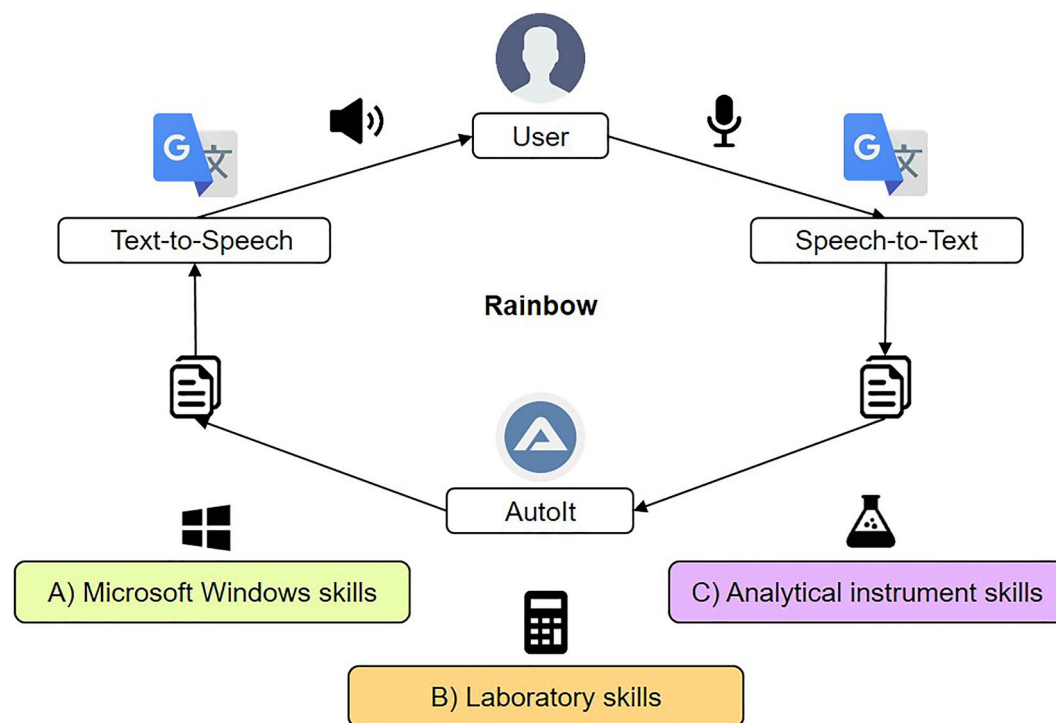 User
Text-to-Speech
Speech-to-Text
Rainbow
AutoIt
A) Microsoft Windows skills
C) Analytical instrument skills
B) Laboratory skills